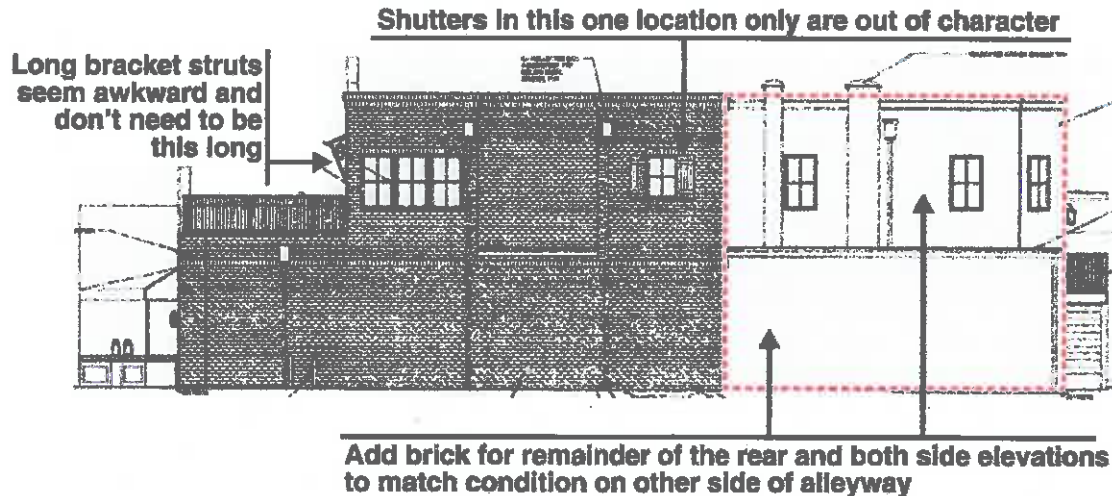 Shutters in this one location only are out of character
Long bracket struts
seem awkward and
don't need to be
this long
Add brick for remainder of the rear and both side elevations
to match condition on other side of alleyway